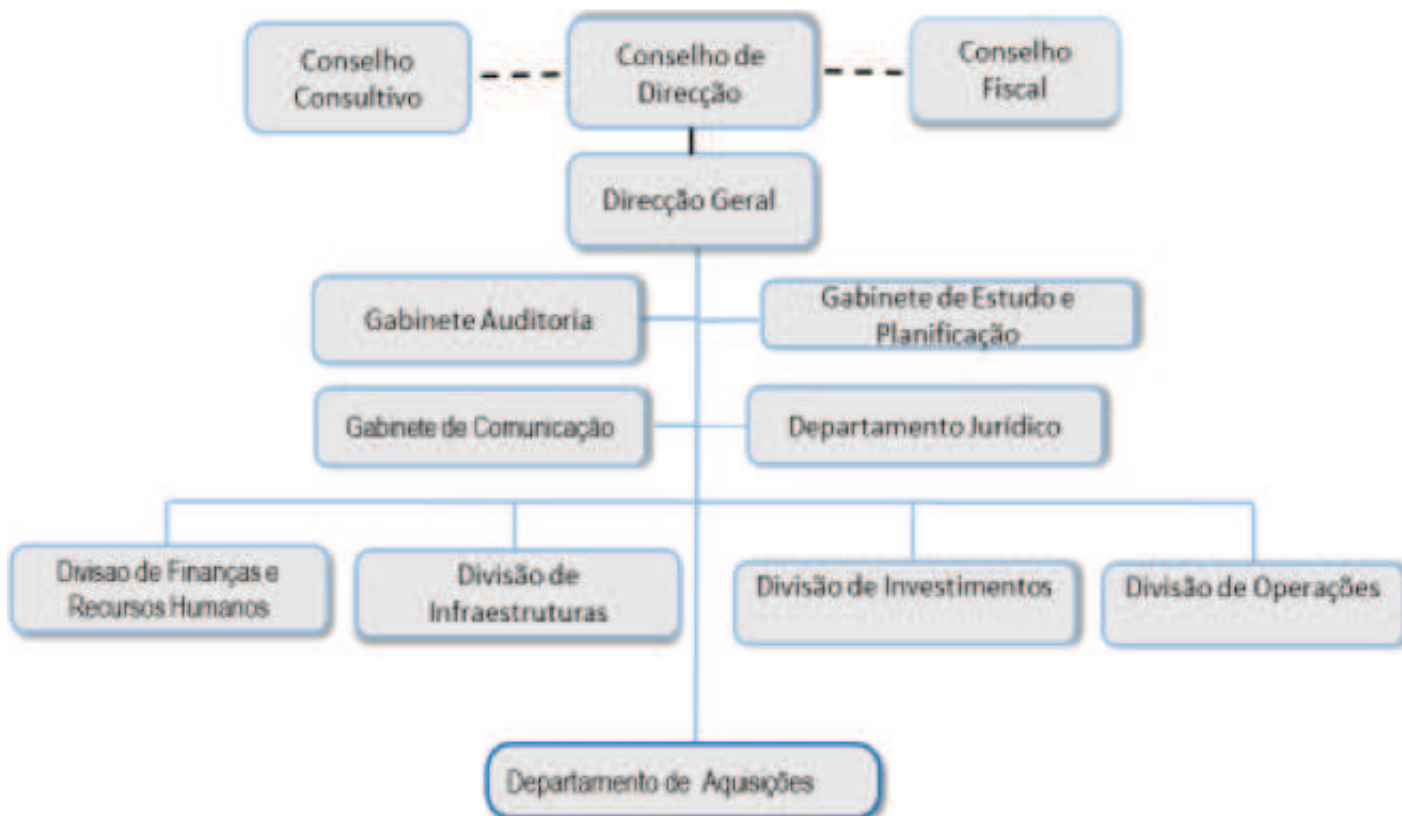 Conselho
Consultivo
Conselho de
Direcção
Conselho
Fiscal
Direcção Geral
Gabinete Auditoria
Gabinete de Estudo e
Planificação
Gabinete de Comunicação
Departamento Jurídico
Divisao de Finanças e
Recursos Humanos
Divisão de
Infraestruturas
Divisão de Investimentos
Divisão de Operações
Departamento de Aquisições